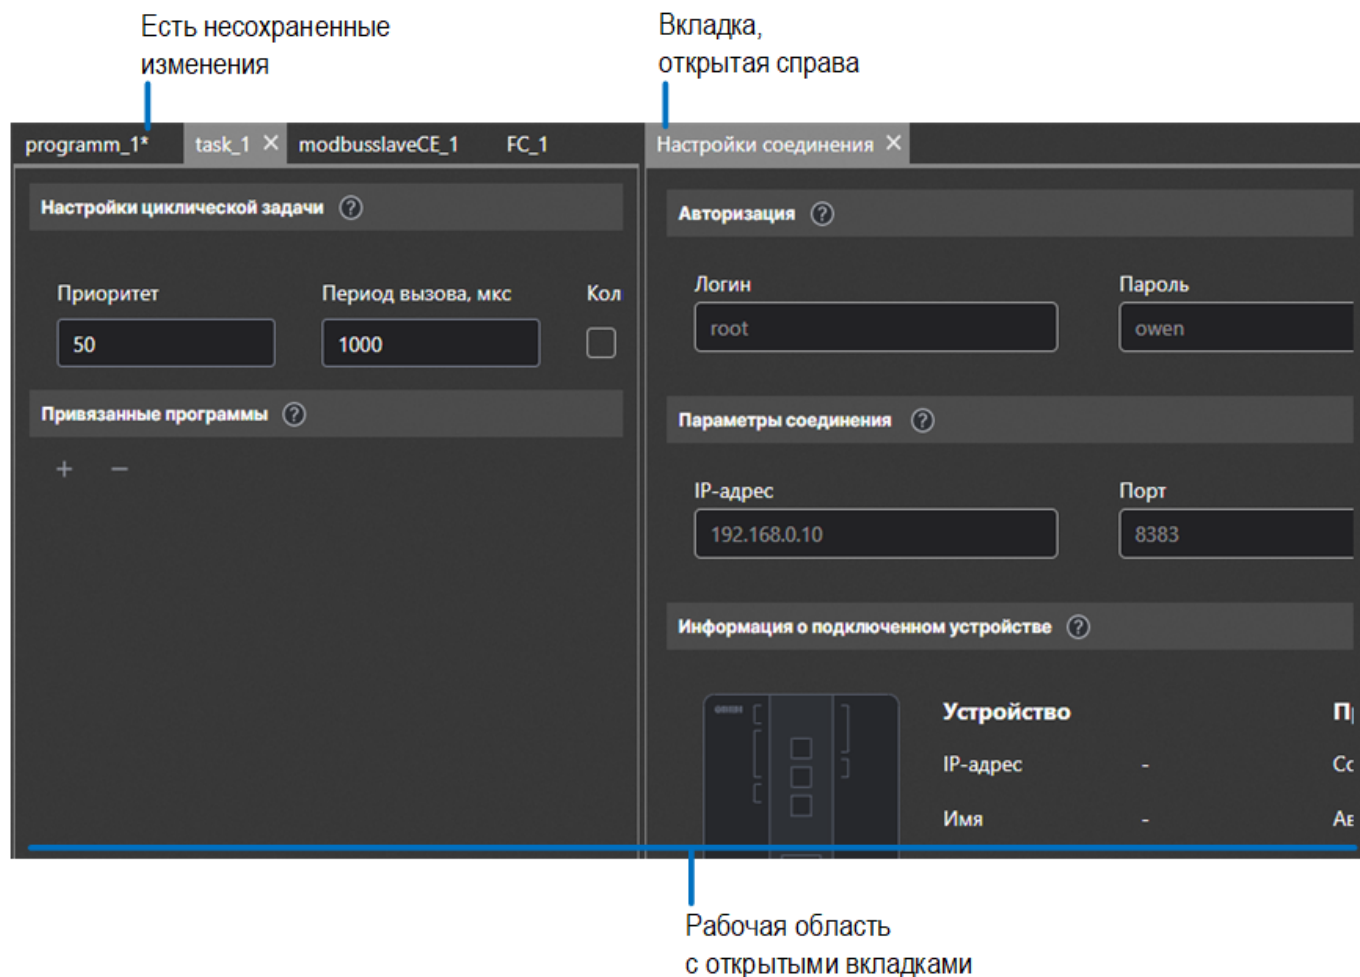 Есть несохраненные
изменения
Вкладка,
открытая справа
programm_1* task_1 modbusslaveCE_1 FC_1
Настройки соединения
Настройки циклической задачи ?
Приоритет Период вызова, мкс Кол
50 1000
Привязанные программы ?
+ −
Авторизация ?
Логин Пароль
root owen
Параметры соединения ?
IP-адрес Порт
192.168.0.10 8383
Информация о подключенном устройстве ?
Устройство
IP-адрес - Сс
Имя -
Рабочая область
с открытыми вкладками